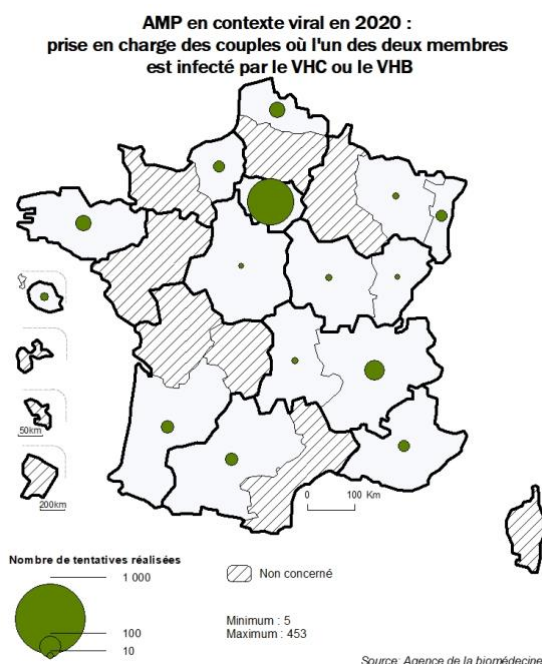 AMP en contexte viral en 2020 :
prise en charge des couples où l'un des deux membres
est infecté par le VHC ou le VHB
50km
200km
0 100 Km
Nombre de tentatives réalisées
1 000
100
10
Non concerné
Minimum : 5
Maximum : 453
Source: Agence de la biomédecine